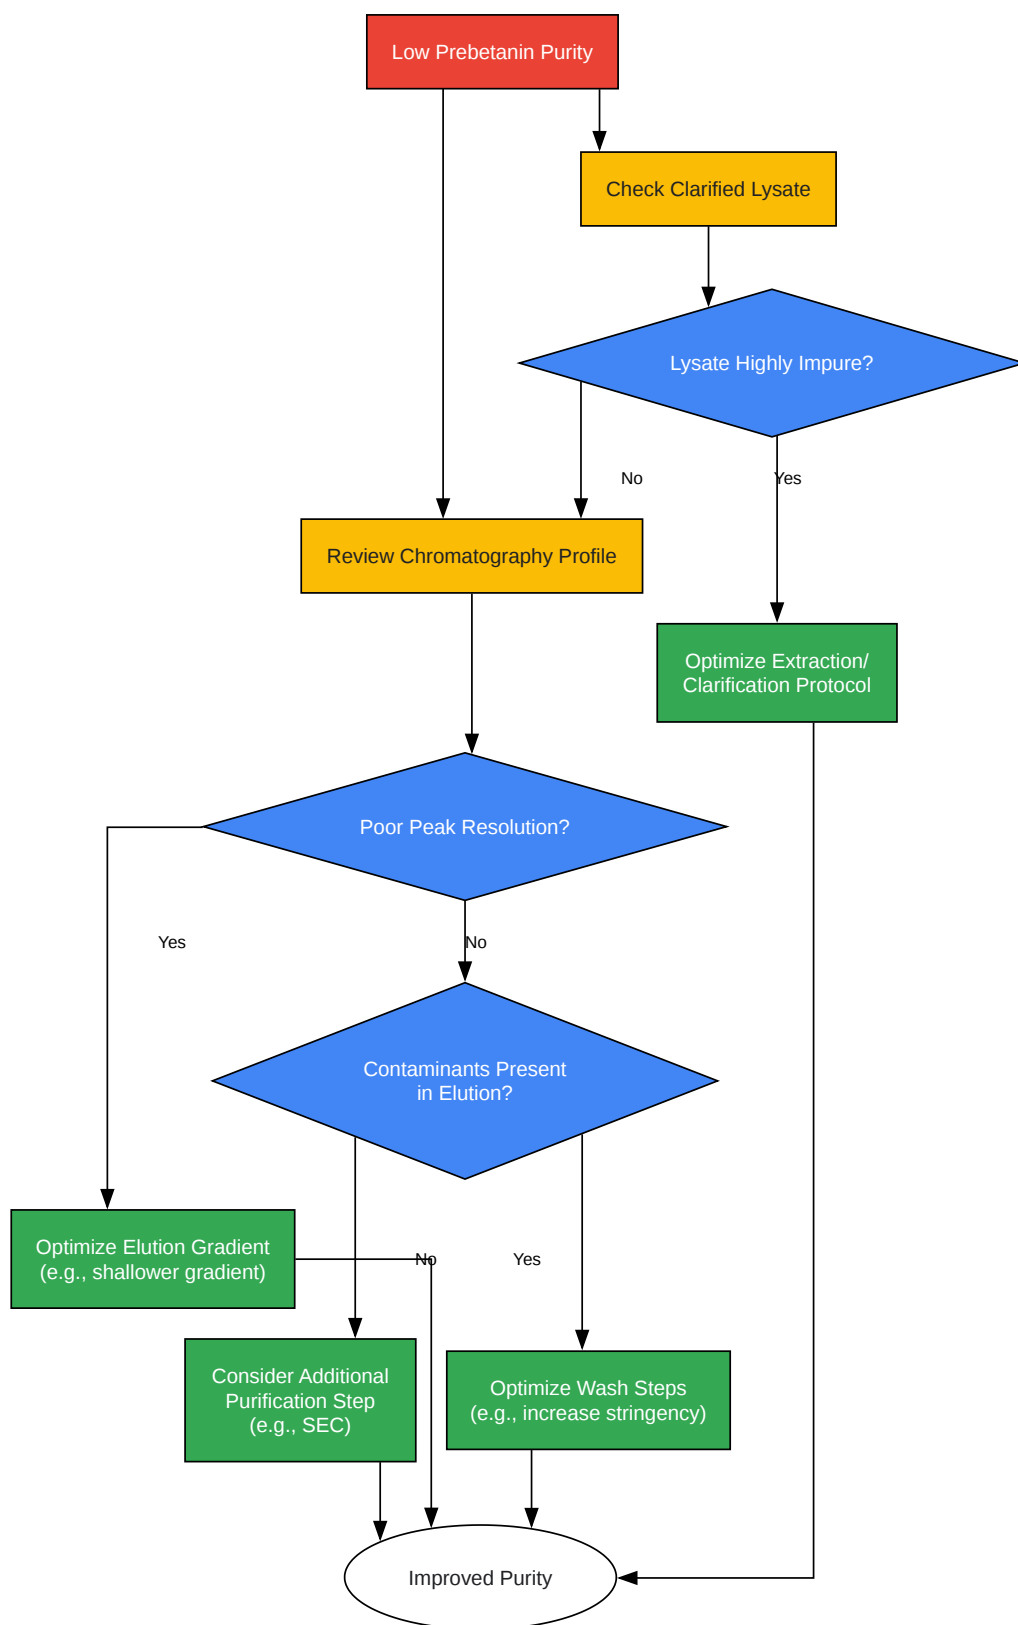 Low Prebetanin Purity
Check Clarified Lysate
Lysate Highly Impure?
No
Yes
Review Chromatography Profile
Optimize Extraction/
Clarification Protocol
Poor Peak Resolution?
Yes
No
Contaminants Present
in Elution?
Optimize Elution Gradient
(e.g., shallower gradient)
No
Yes
Consider Additional
Purification Step
(e.g., SEC)
Optimize Wash Steps
(e.g., increase stringency)
Improved Purity